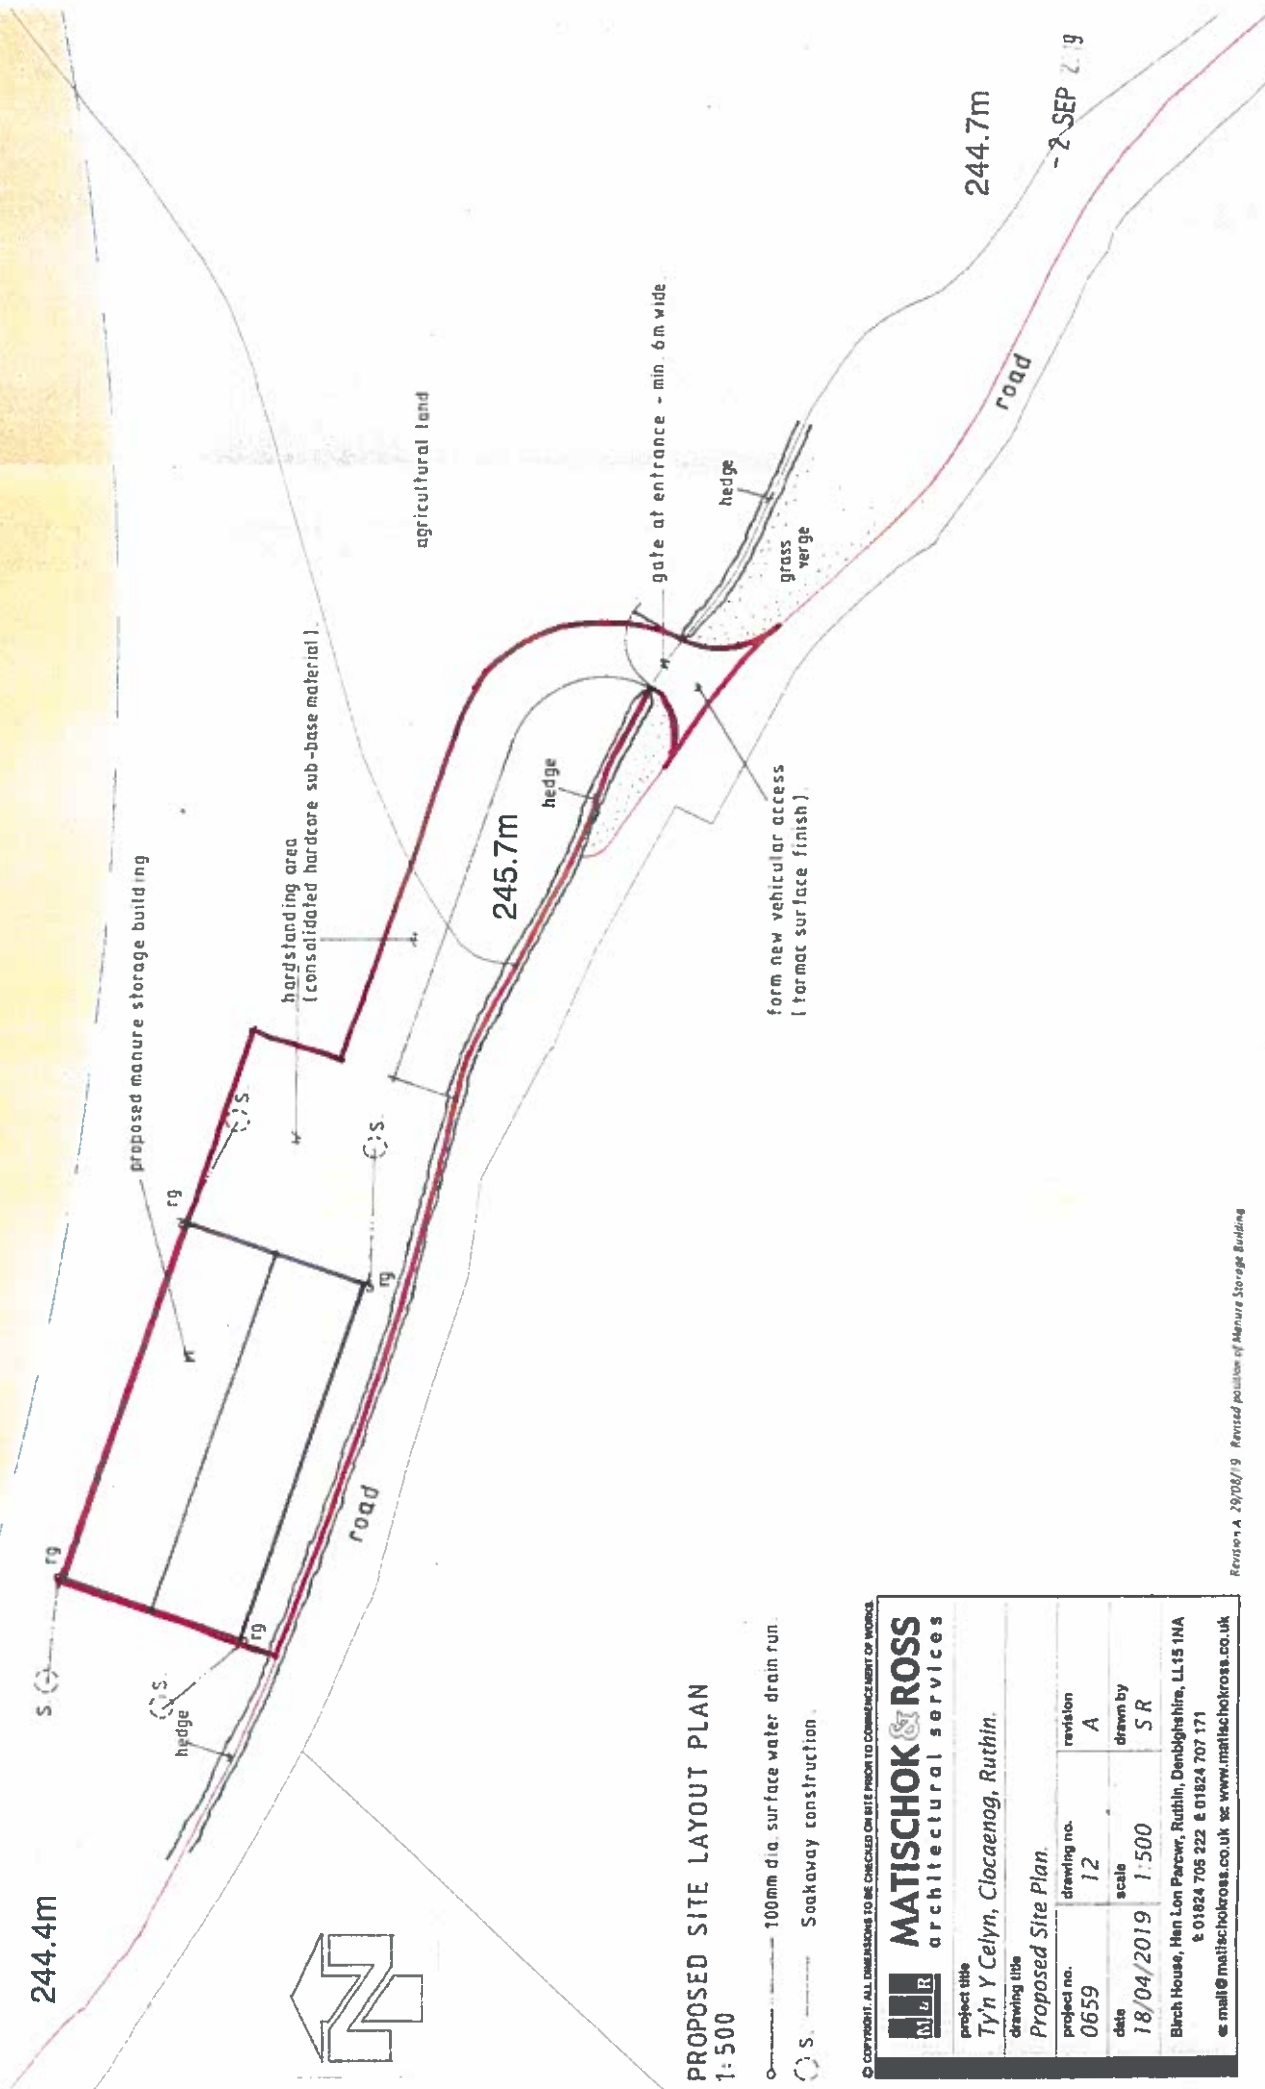 244.4m
S
rg
proposed manure storage building
hardstanding area
(consolidated hardcore sub-base material).
agricultural land
244.7m
- 2 SEP
S
hedge
rg
rg
S
rg
S
245.7m
hedge
gate at entrance - min. 6m wide.
hedge
grass
verge
road
road
form new vehicular access
(tarmac surface finish).
N
PROPOSED SITE LAYOUT PLAN
1:500
100mm dia. surface water drain run.
S. Soakaway construction.
© COPYRIGHT. ALL DIMENSIONS TO BE CHECKED ON SITE PRIOR TO COMMENCEMENT OF WORKS.
M&R MATISCHOK & ROSS
architectural services
project title
Ty'n Y Celyn, Clocaenog, Ruthin.
drawing title
Proposed Site Plan.
project no. drawing no. revision
0659 12 A
date scale drawn by
18/04/2019 1:500 S R
Birch House, Hen Lon Parcwr, Ruthin, Denbighshire, LL15 1NA
t: 01824 705 222 f: 01824 707 171
e: mail@matischokross.co.uk w: www.matischokross.co.uk
Revision A 29/08/19 Revised position of Manure Storage Building